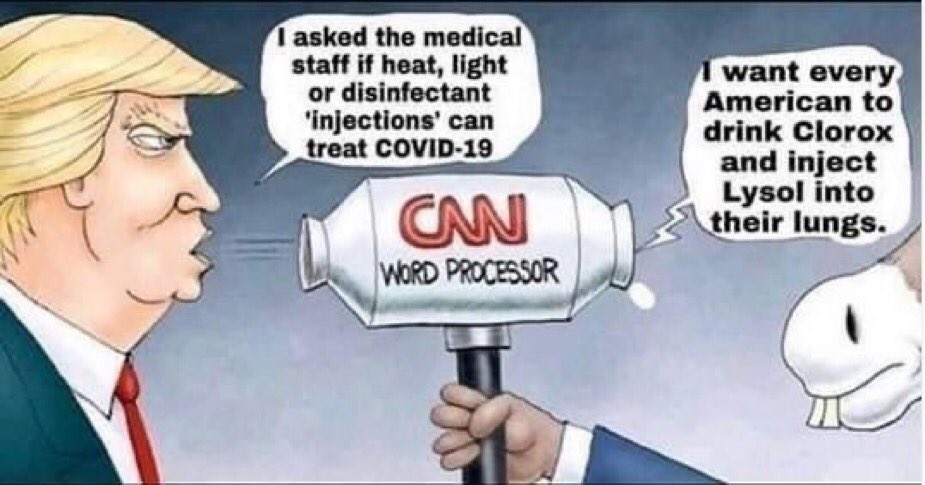 I asked the medical
staff if heat, light
or disinfectant
'injections' can
treat COVID-19
CNN
WORD PROCESSOR
I want every
American to
drink Clorox
and inject
Lysol into
their lungs.